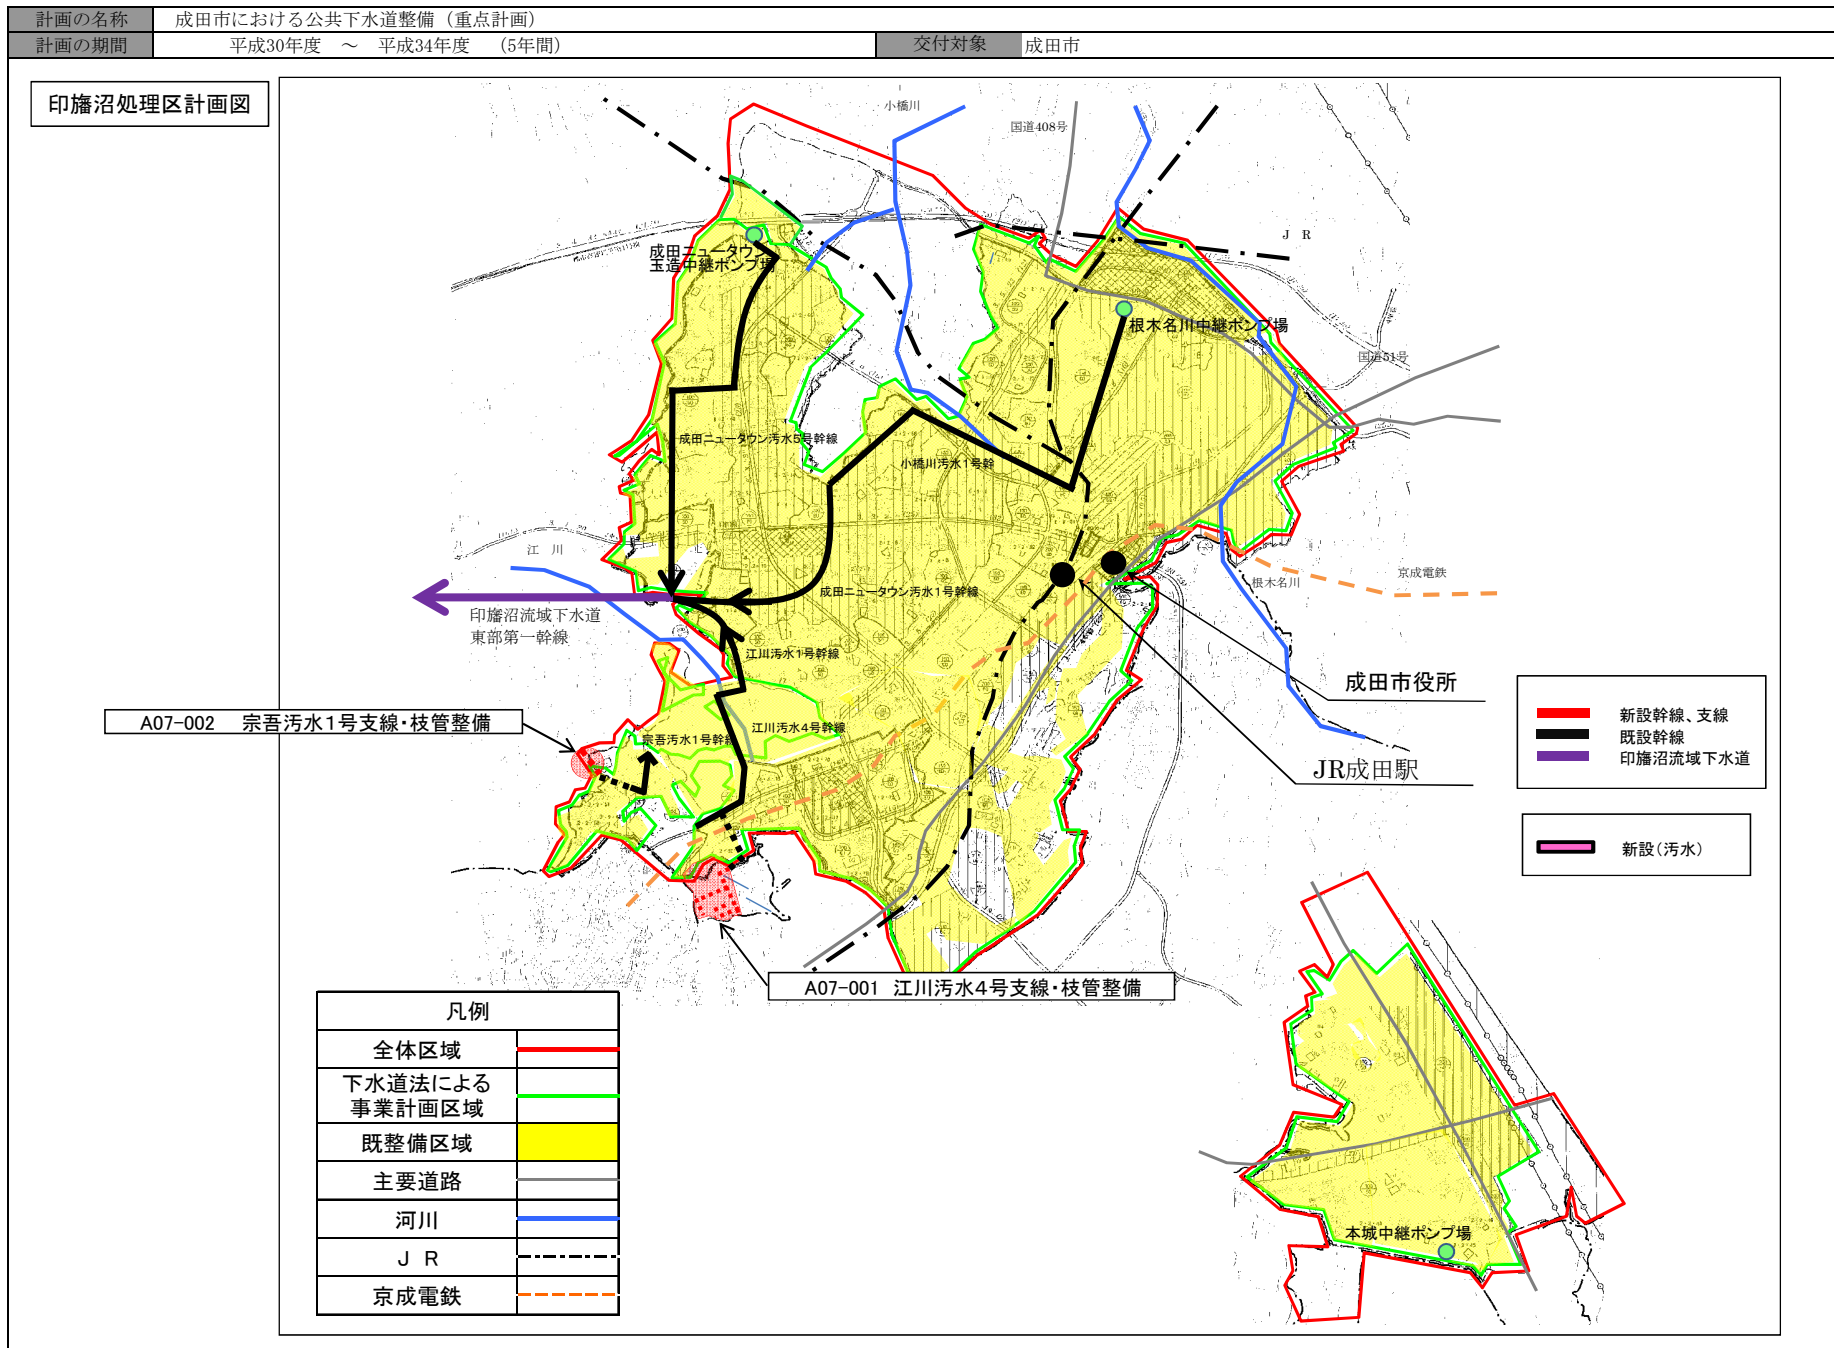 計画の名称 成田市における公共下水道整備（重点計画）
計画の期間 平成30年度 ～ 平成34年度 （5年間） 交付対象 成田市
印旛沼処理区計画図
小橋川
国道408号
J R
成田ニュータウン
玉造中継ポンプ場
根木名川中継ポンプ場
国道51号
成田ニュータウン汚水5号幹線
小橋川汚水1号幹
江 川
根木名川
京成電鉄
成田ニュータウン汚水1号幹線
印旛沼流域下水道
東部第一幹線
江川汚水1号幹線
成田市役所
A07-002 宗吾汚水1号支線・枝管整備
宗吾汚水1号幹線
江川汚水4号幹線
JR成田駅
新設幹線、支線
既設幹線
印旛沼流域下水道
新設（汚水）
A07-001 江川汚水4号支線・枝管整備
凡例
全体区域
下水道法による
事業計画区域
既整備区域
主要道路
河川
J R
京成電鉄
本城中継ポンプ場